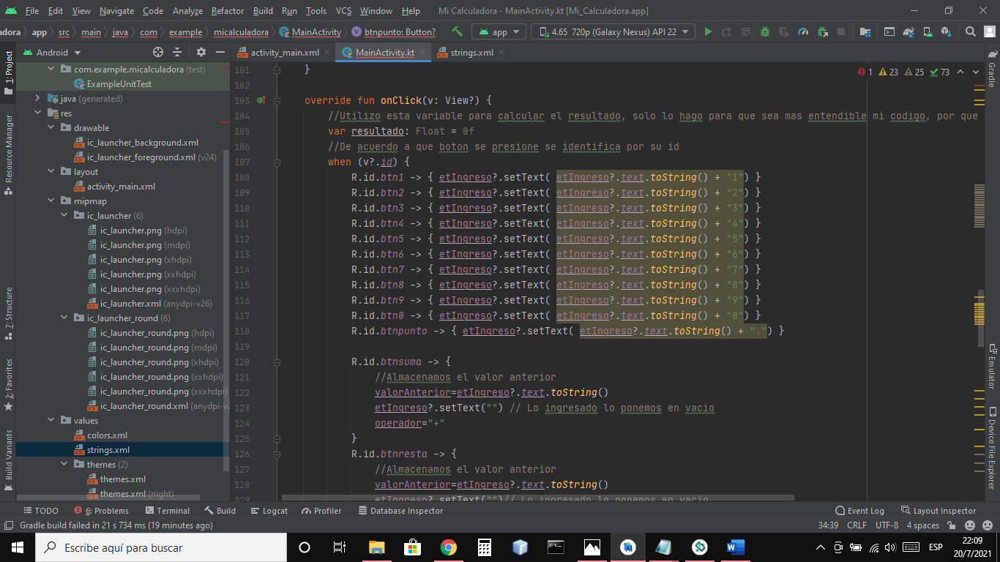 File Edit View Navigate Code Analyze Refactor Build Run Tools VCS Window Help Mi Calculadora - MainActivity.kt [Mi_Calculadora.app]
adora app src main java com example micalculadora MainActivity btnpunto: Button? app 4.65 720p (Galaxy Nexus) API 22
Android
activity_main.xml MainActivity.kt strings.xml
1: Project
Resource Manager
7: Structure
2: Favorites
Build Variants
com.example.micalculadora (test)
ExampleUnitTest
java (generated)
res
drawable
ic_launcher_background.xml
ic_launcher_foreground.xml (v24)
layout
activity_main.xml
mipmap
ic_launcher (6)
ic_launcher.png (hdpi)
ic_launcher.png (mdpi)
ic_launcher.png (xhdpi)
ic_launcher.png (xxhdpi)
ic_launcher.png (xxxhdpi)
ic_launcher.xml (anydpi-v26)
ic_launcher_round (6)
ic_launcher_round.png (hdpi)
ic_launcher_round.png (mdpi)
ic_launcher_round.png (xhdpi)
ic_launcher_round.png (xxhdpi)
ic_launcher_round.png (xxxhdpi)
ic_launcher_round.xml (anydpi-v2
values
colors.xml
strings.xml
themes (2)
themes.xml
themes.xml (night)
1 23 25 73
101 }
102
103 override fun onClick(v: View?) {
104 //Utilizo esta variable para calcular el resultado, solo lo hago para que sea mas entendible mi codigo, por que
105 var resultado: Float = 0f
106 //De acuerdo a que boton se presione se identifica por su id
107 when (v?.id) {
108 R.id.btn1 -> { etIngreso?.setText( etIngreso?.text.toString() + "1") }
109 R.id.btn2 -> { etIngreso?.setText( etIngreso?.text.toString() + "2") }
110 R.id.btn3 -> { etIngreso?.setText( etIngreso?.text.toString() + "3") }
111 R.id.btn4 -> { etIngreso?.setText( etIngreso?.text.toString() + "4") }
112 R.id.btn5 -> { etIngreso?.setText( etIngreso?.text.toString() + "5") }
113 R.id.btn6 -> { etIngreso?.setText( etIngreso?.text.toString() + "6") }
114 R.id.btn7 -> { etIngreso?.setText( etIngreso?.text.toString() + "7") }
115 R.id.btn8 -> { etIngreso?.setText( etIngreso?.text.toString() + "8") }
116 R.id.btn9 -> { etIngreso?.setText( etIngreso?.text.toString() + "9") }
117 R.id.btn0 -> { etIngreso?.setText( etIngreso?.text.toString() + "0") }
118 R.id.btnpunto -> { etIngreso?.setText( etIngreso?.text.toString() + ".") }
119
120 R.id.btnsuma -> {
121 //Almacenamos el valor anterior
122 valorAnterior=etIngreso?.text.toString()
123 etIngreso?.setText("") // Lo ingresado lo ponemos en vacio
124 operador="+"
125 }
126 R.id.btnresta -> {
127 //Almacenamos el valor anterior
128 valorAnterior=etIngreso?.text.toString()
129 etIngreso?.setText("")// Lo ingresado lo ponemos en vacio
Gradle
Emulator
Device File Explorer
TODO 6: Problems Terminal Build Logcat Profiler Database Inspector Event Log Layout Inspector
Gradle build failed in 21 s 734 ms (19 minutes ago) 34:39 CRLF UTF-8 4 spaces
Escribe aquí para buscar
ESP
22:09
20/7/2021